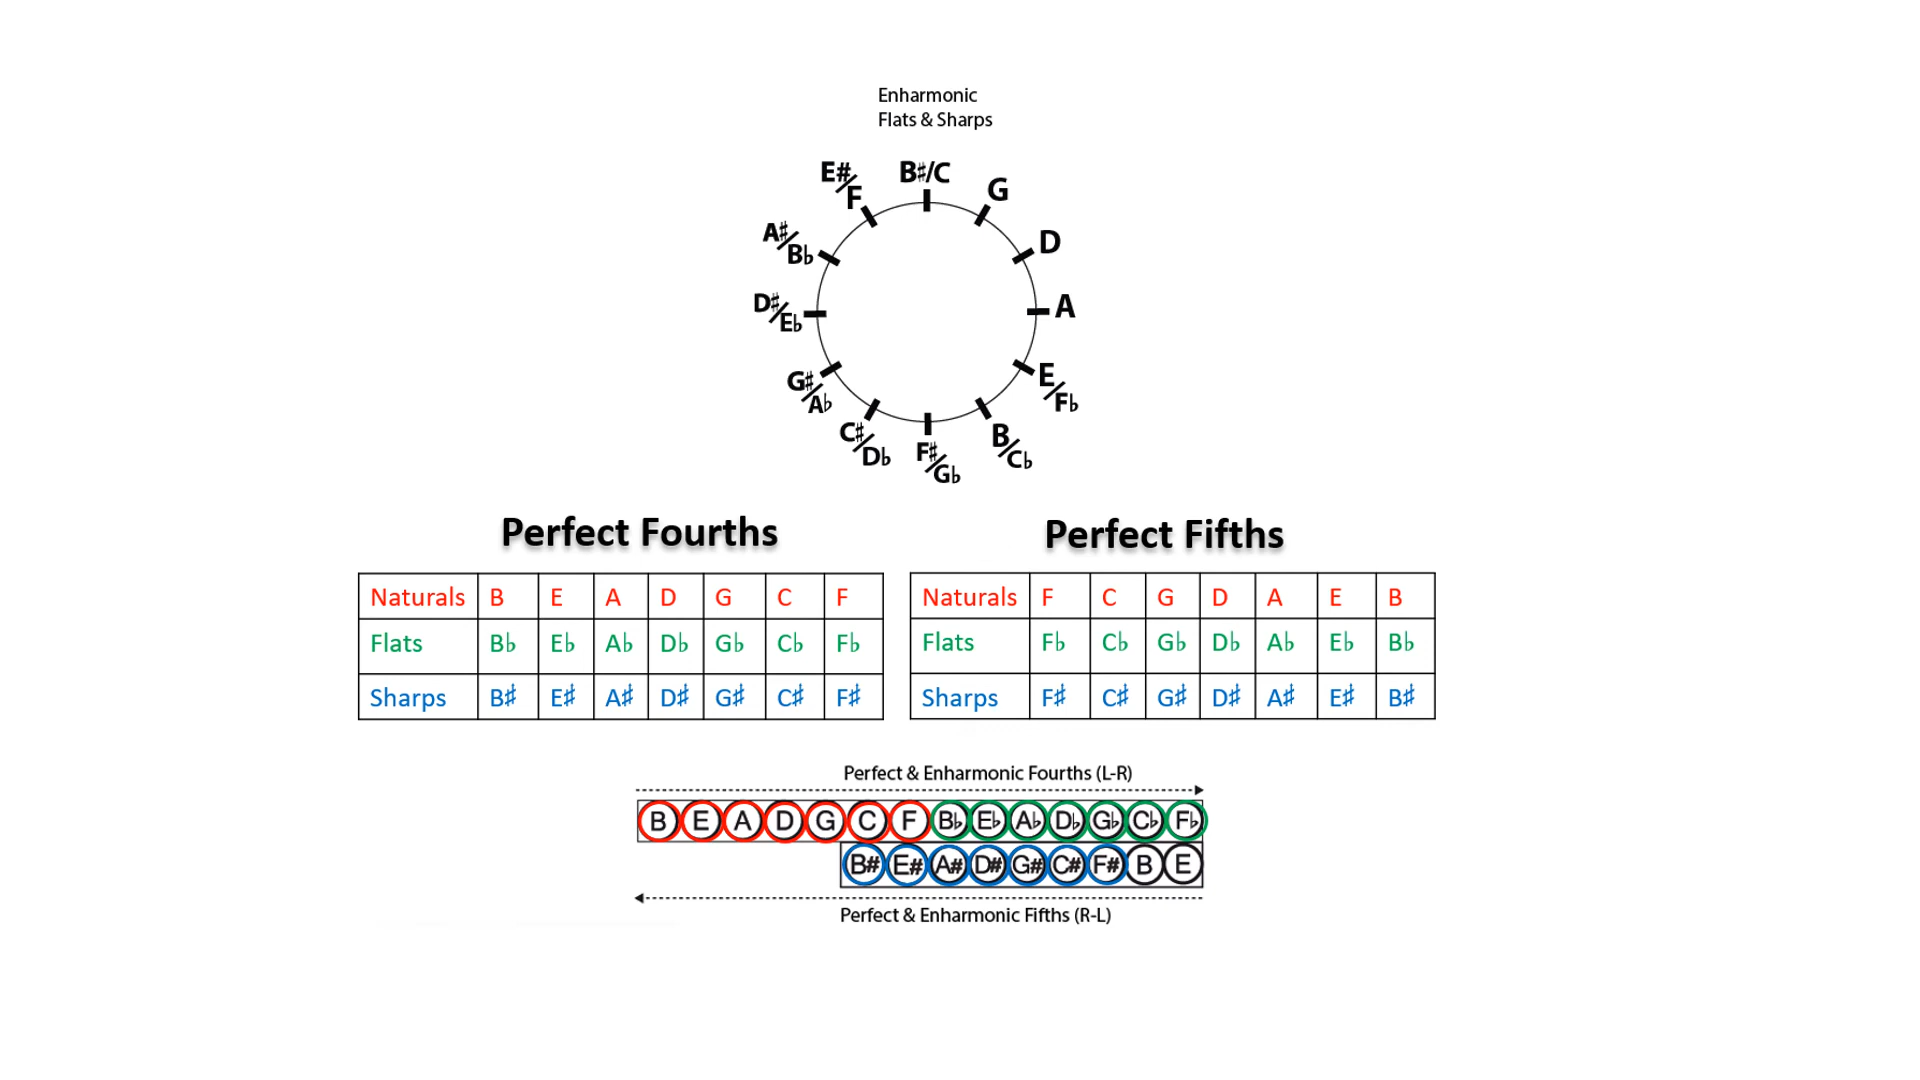 Enharmonic
Flats & Sharps
B♯/C
G
D
A
E/F♭
B/C♭
F♯/G♭
C♯/D♭
G♯/A♭
D♯/E♭
A♯/B♭
E#/F
Perfect Fourths
Naturals B E A D G C F
Flats B♭ E♭ A♭ D♭ G♭ C♭ F♭
Sharps B♯ E♯ A♯ D♯ G♯ C♯ F♯
Perfect Fifths
Naturals F C G D A E B
Flats F♭ C♭ G♭ D♭ A♭ E♭ B♭
Sharps F♯ C♯ G♯ D♯ A♯ E♯ B♯
Perfect & Enharmonic Fourths (L-R)
B E A D G C F B♭ E♭ A♭ D♭ G♭ C♭ F♭
B# E# A# D# G# C# F# B E
Perfect & Enharmonic Fifths (R-L)